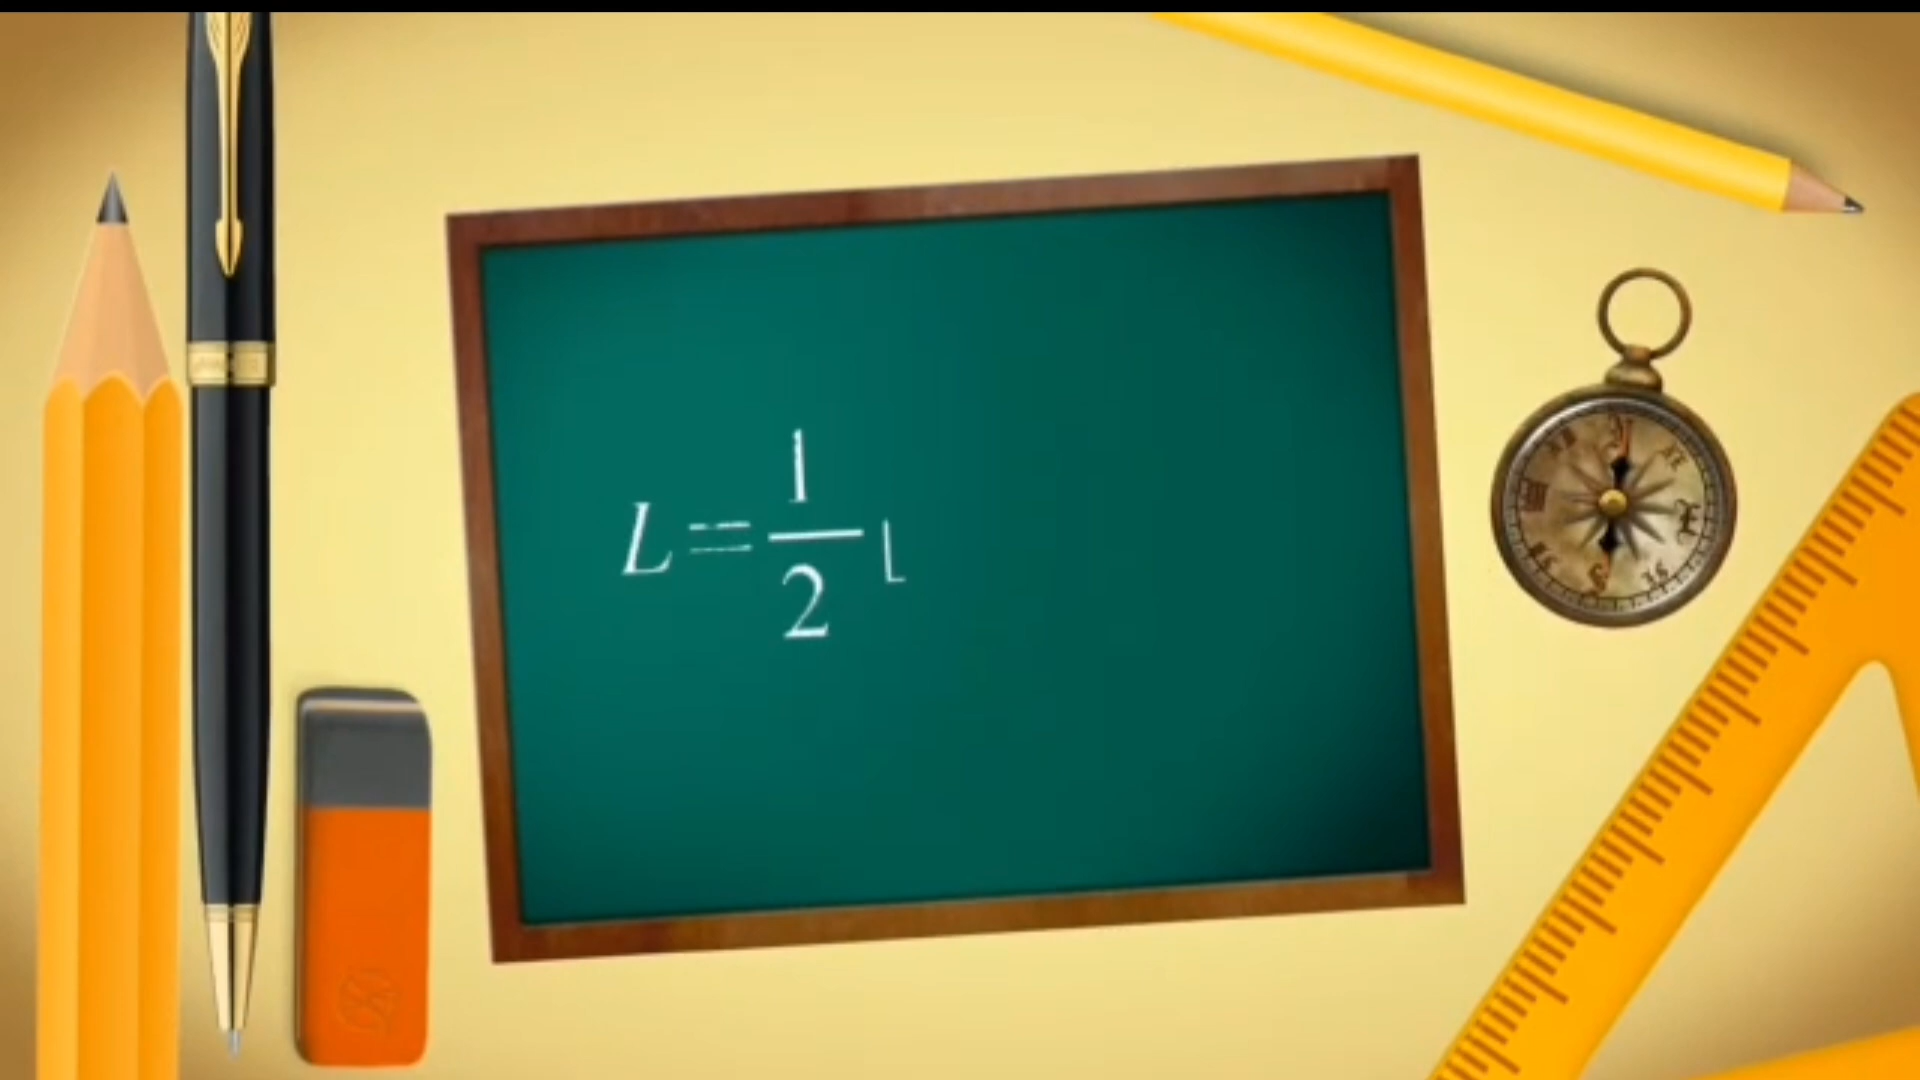 L = 1/2